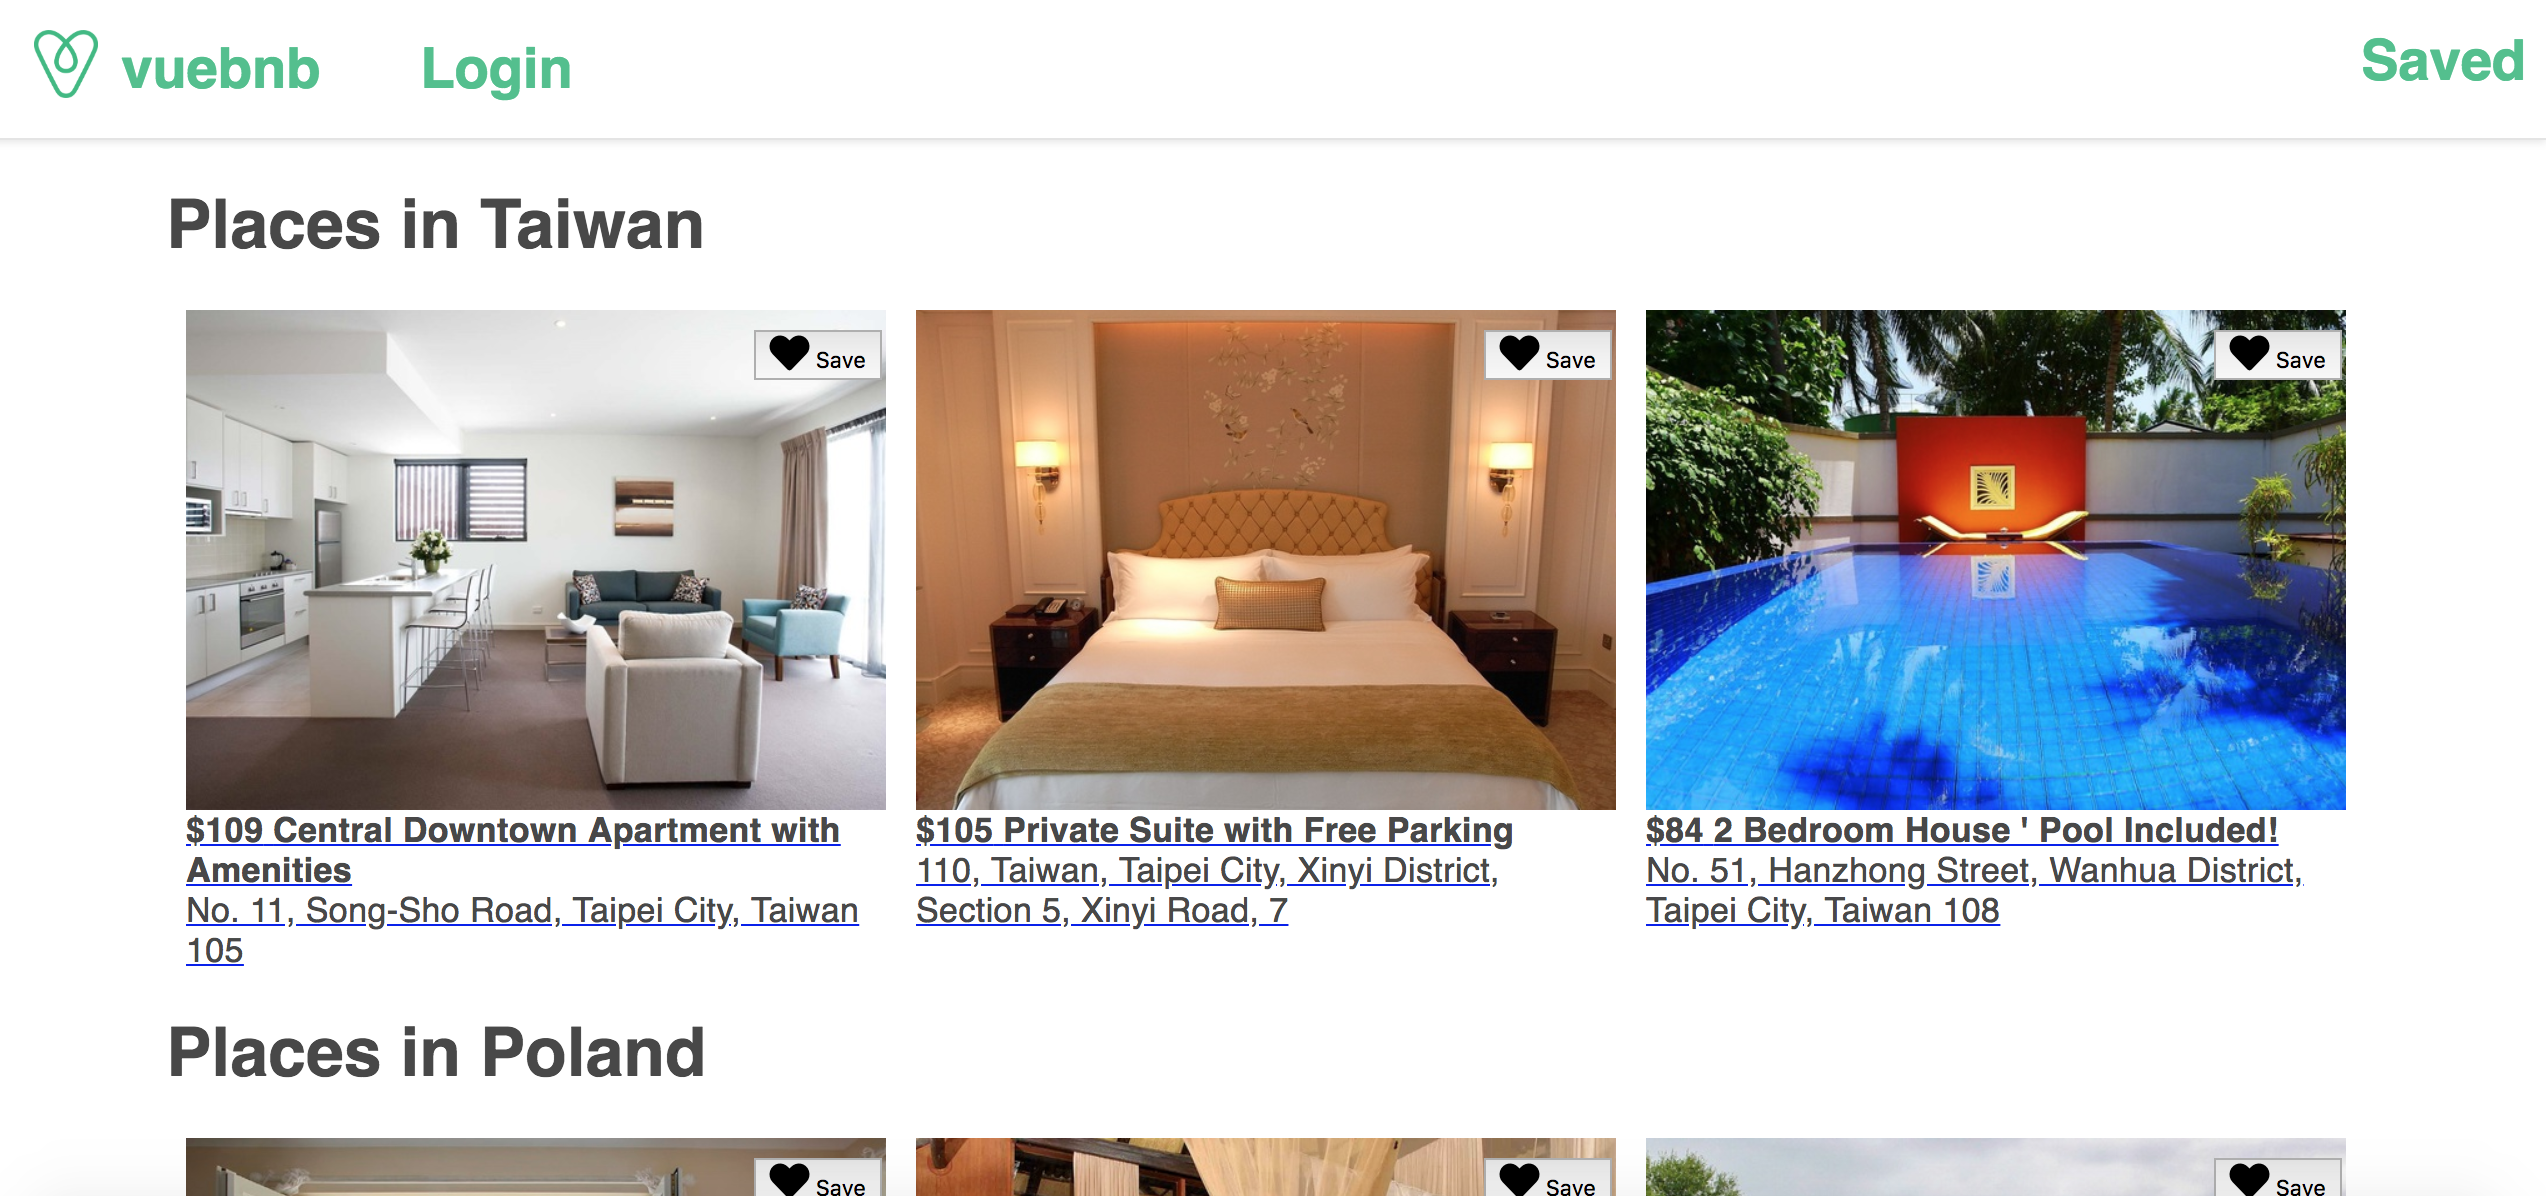 vuebnb
Login
Saved
Places in Taiwan
Save
Save
Save
$109 Central Downtown Apartment with
Amenities
No. 11, Song-Sho Road, Taipei City, Taiwan
105
$105 Private Suite with Free Parking
110, Taiwan, Taipei City, Xinyi District,
Section 5, Xinyi Road, 7
$84 2 Bedroom House ' Pool Included!
No. 51, Hanzhong Street, Wanhua District,
Taipei City, Taiwan 108
Places in Poland
Save
Save
Save